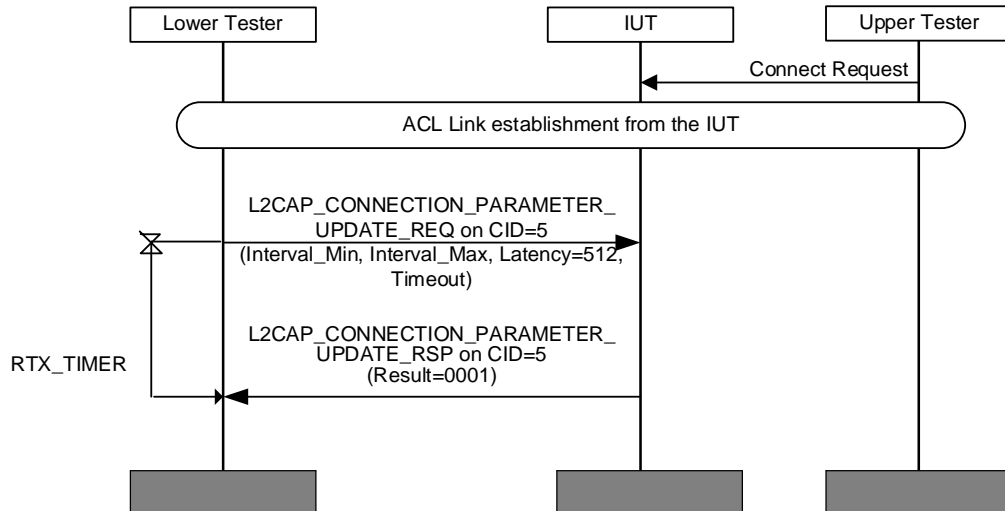 Lower Tester
IUT
Upper Tester
Connect Request
ACL Link establishment from the IUT
L2CAP_CONNECTION_PARAMETER_
UPDATE_REQ on CID=5
(Interval_Min, Interval_Max, Latency=512,
Timeout)
L2CAP_CONNECTION_PARAMETER_
UPDATE_RSP on CID=5
(Result=0001)
RTX_TIMER